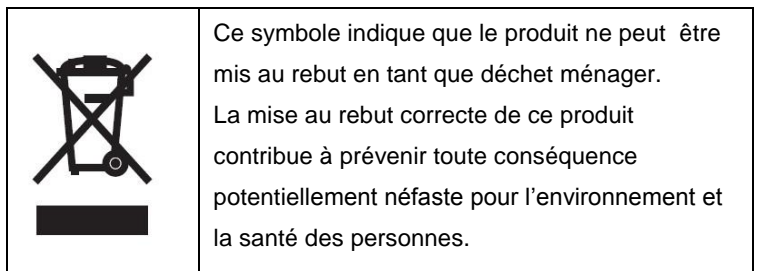 Ce symbole indique que le produit ne peut  être
mis au rebut en tant que déchet ménager.
La mise au rebut correcte de ce produit
contribue à prévenir toute conséquence
potentiellement néfaste pour l’environnement et
la santé des personnes.